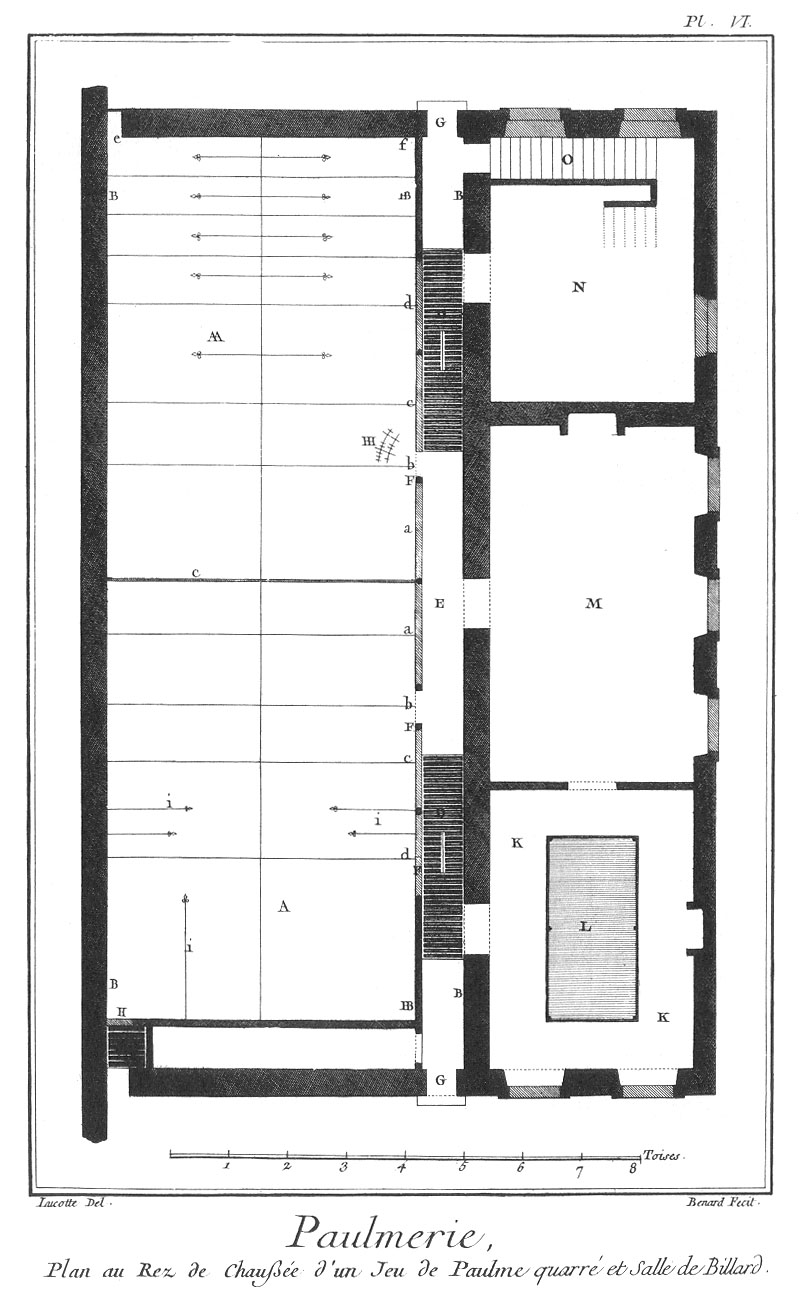 Pl. VI.
G
e
f
O
B
B
B
N
d
M
c
H
b
F
a
c
E
M
a
b
F
c
i
i
D
K
d
F
A
L
i
B
B
B
H
K
G
1 2 3 4 5 6 7 8 Toises.
Lucotte Del. Benard Fecit.
Paulmerie,
Plan au Rez de Chaußée d'un Jeu de Paulme quarré et Salle de Billard.